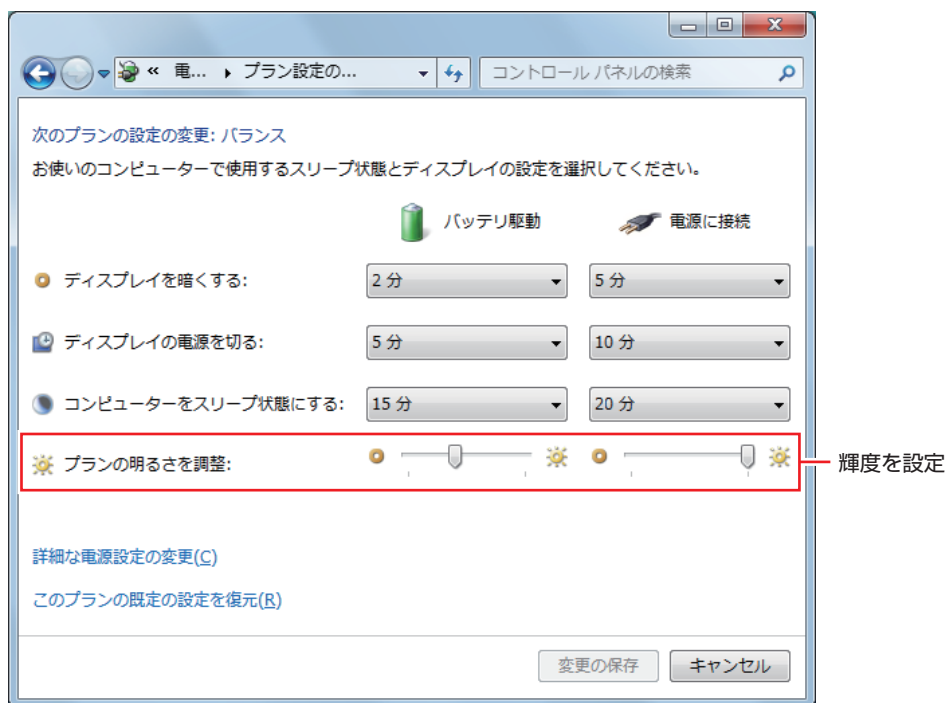 « 電... ▸ プラン設定の... コントロール パネルの検索
次のプランの設定の変更: バランス
お使いのコンピューターで使用するスリープ状態とディスプレイの設定を選択してください。
バッテリ駆動 電源に接続
ディスプレイを暗くする: 2 分 5 分
ディスプレイの電源を切る: 5 分 10 分
コンピューターをスリープ状態にする: 15 分 20 分
プランの明るさを調整: 輝度を設定
詳細な電源設定の変更(C)
このプランの既定の設定を復元(R)
変更の保存 キャンセル